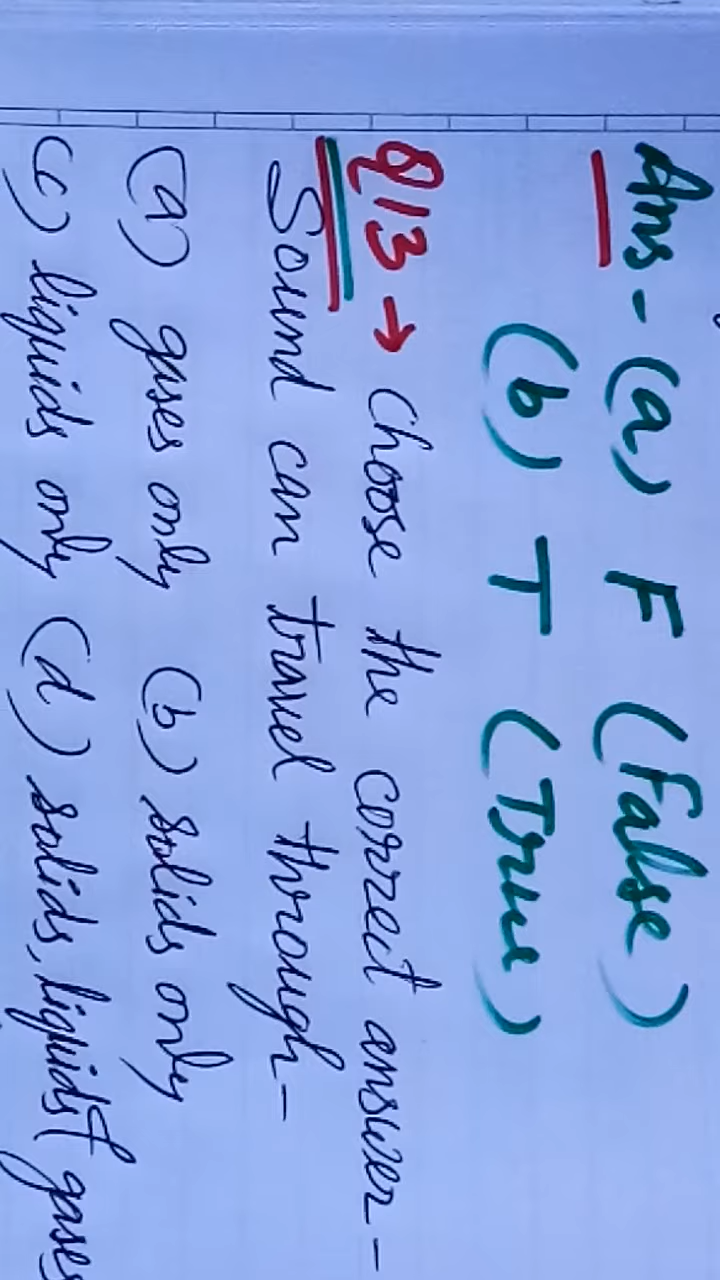 Ans - (a) F (False)
(b) T (True)
Q13 → Choose the correct answer -
Sound can travel through -
(a) gases only (b) solids only
(c) liquids only (d) solids, liquids & gases